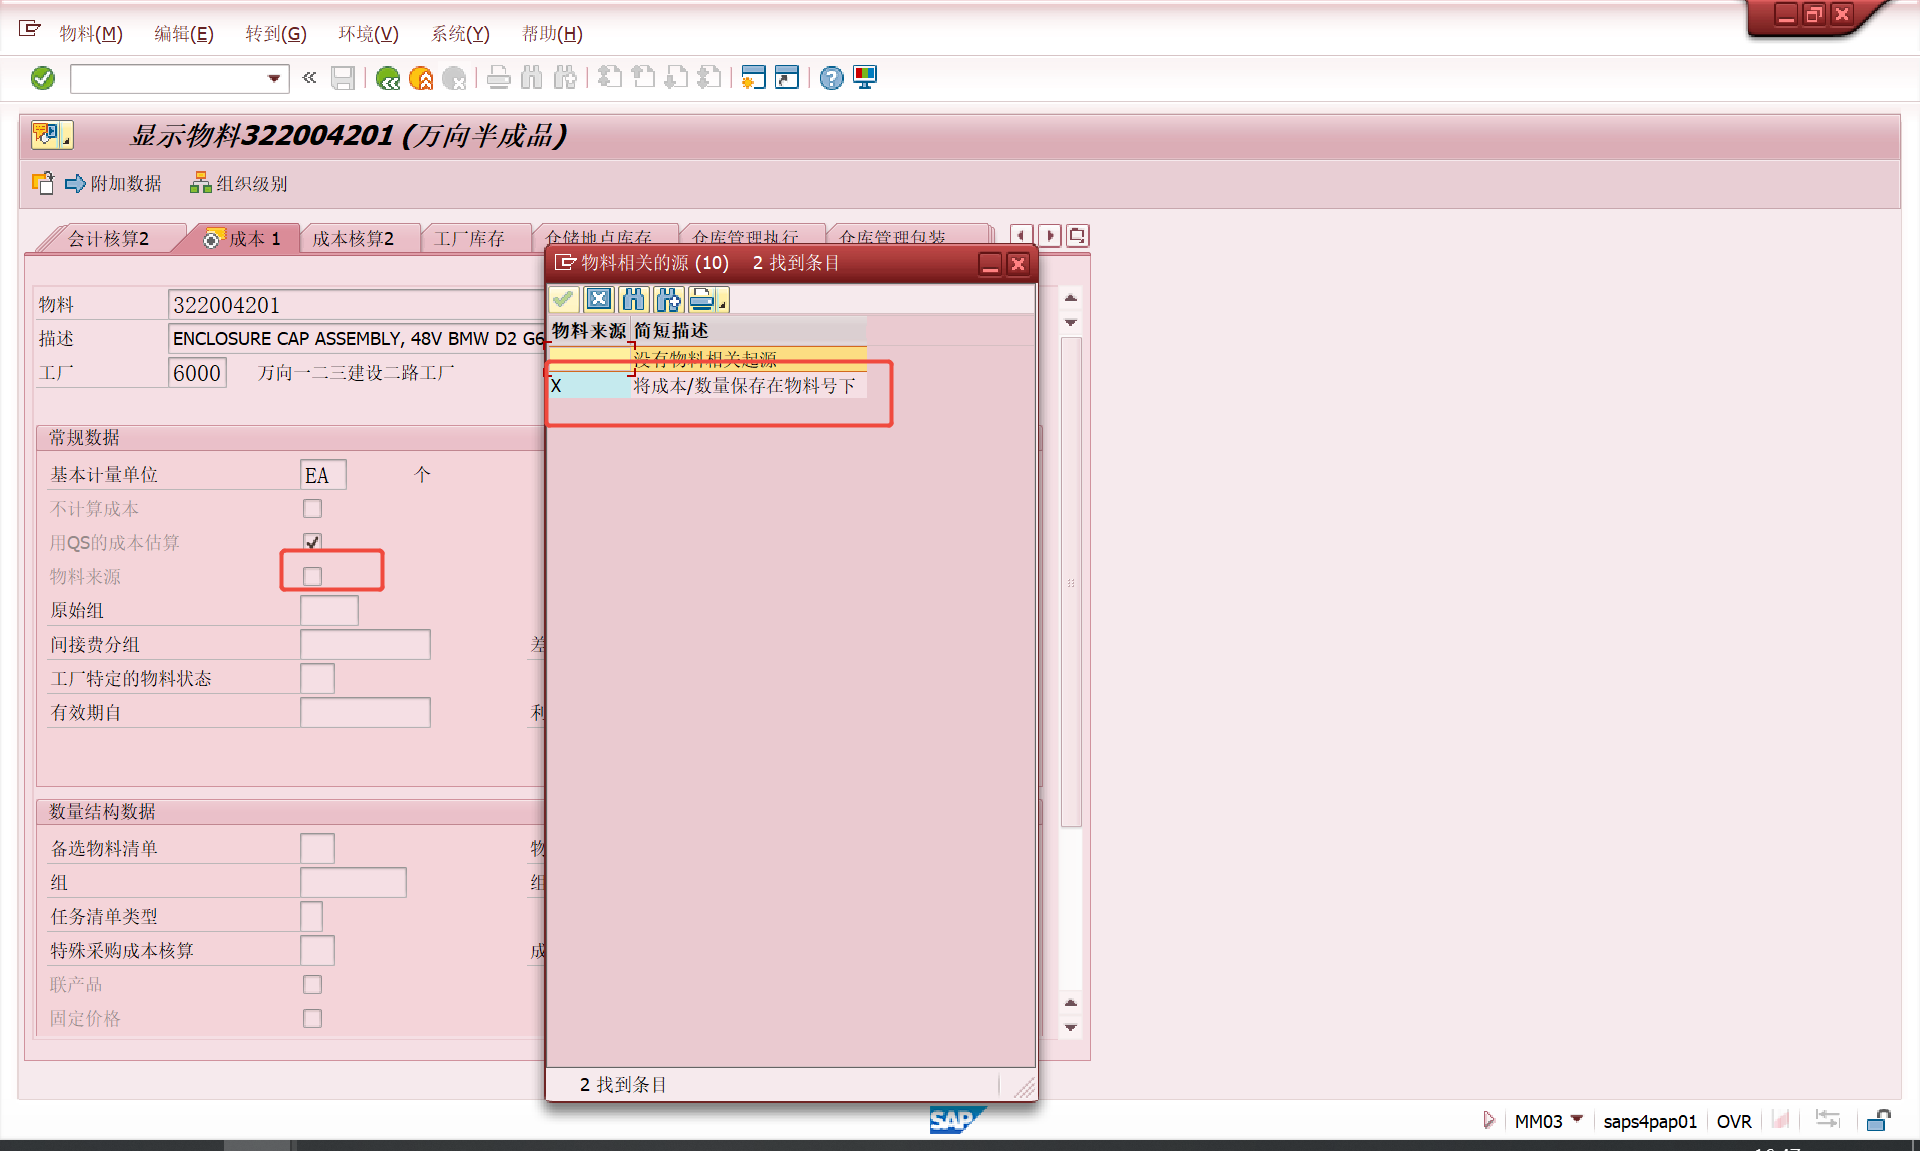 物料(M) 编辑(E) 转到(G) 环境(V) 系统(Y) 帮助(H)
显示物料322004201 (万向半成品)
附加数据 组织级别
会计核算2 成本 1 成本核算2 工厂库存 仓储地点库存 仓库管理执行 仓库管理包装
物料 322004201
描述 ENCLOSURE CAP ASSEMBLY, 48V BMW D2 G6
工厂 6000 万向一二三建设二路工厂
常规数据
基本计量单位 EA 个
不计算成本
用QS的成本估算
物料来源
原始组
间接费分组 差
工厂特定的物料状态
有效期自 利
数量结构数据
备选物料清单 物
组 组
任务清单类型
特殊采购成本核算 成
联产品
固定价格
物料相关的源 (10) 2 找到条目
物料来源 简短描述
没有物料相关起源
X 将成本/数量保存在物料号下
2 找到条目
SAP
MM03 saps4pap01 OVR